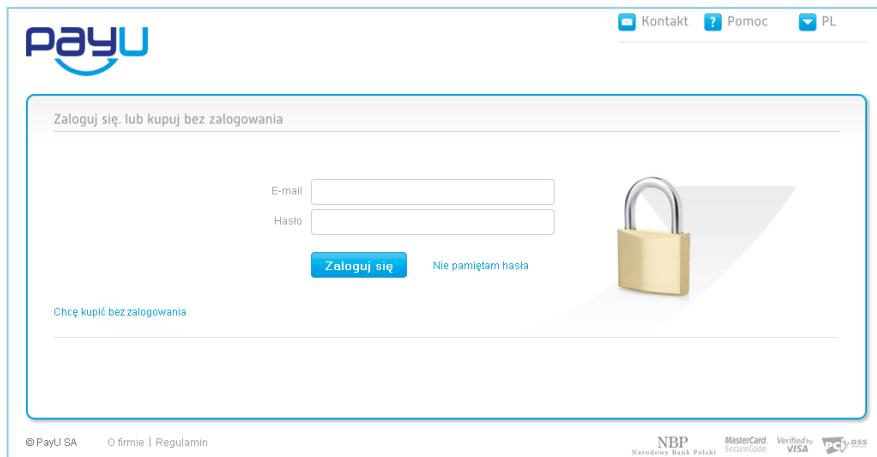 payU
Kontakt ? Pomoc PL
Zaloguj się. lub kupuj bez zalogowania
E-mail
Hasło
Zaloguj się Nie pamiętam hasła
Chcę kupić bez zalogowania
© PayU SA O firmie | Regulamin
NBP
Narodowy Bank Polski
MasterCard.
SecureCode.
Verified by
VISA
PCI DSS